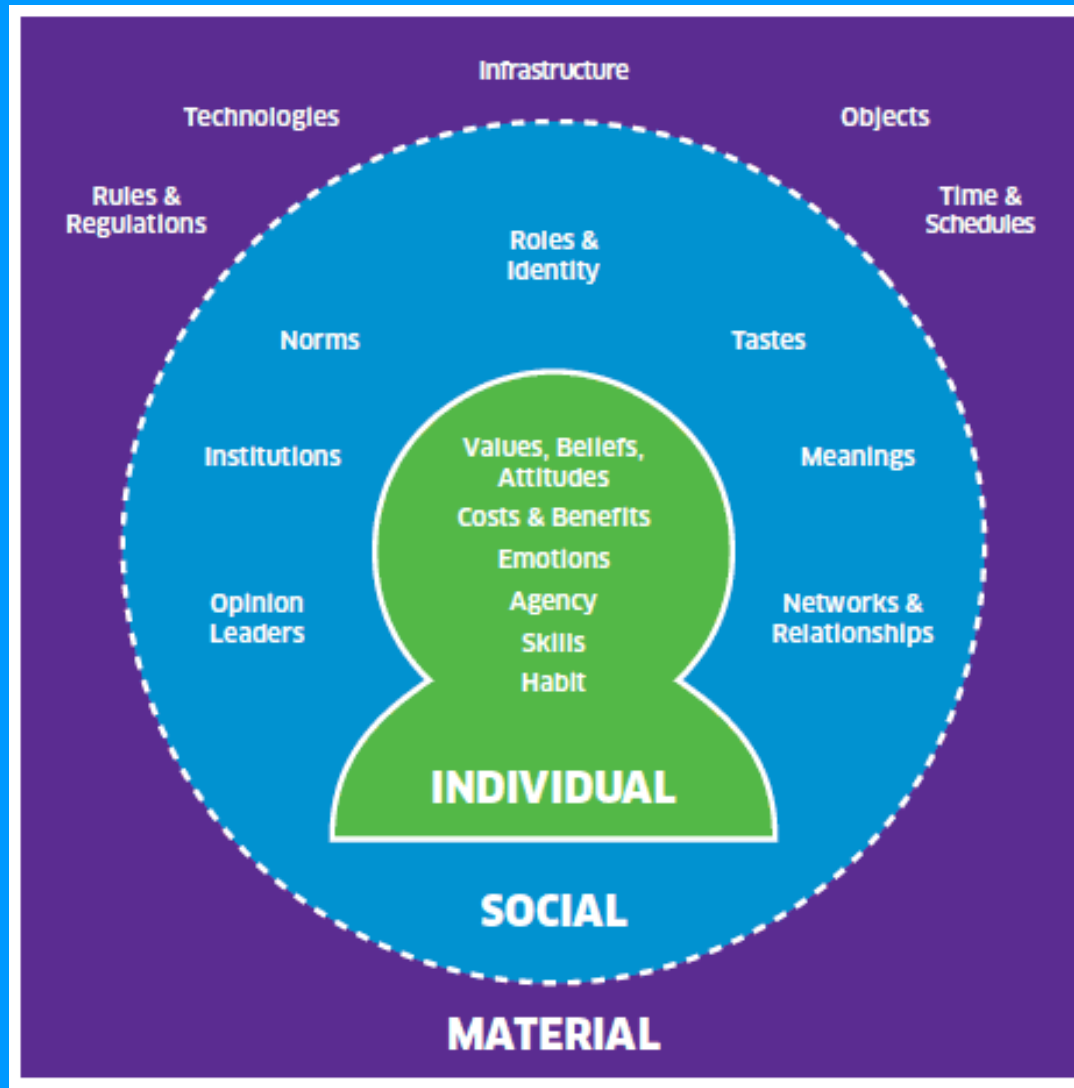 Infrastructure
Technologies
Objects
Rules &
Regulations
Time &
Schedules
Roles &
Identity
Norms
Tastes
Institutions
Meanings
Opinion
Leaders
Networks &
Relationships
Values, Beliefs,
Attitudes
Costs & Benefits
Emotions
Agency
Skills
Habit
INDIVIDUAL
SOCIAL
MATERIAL